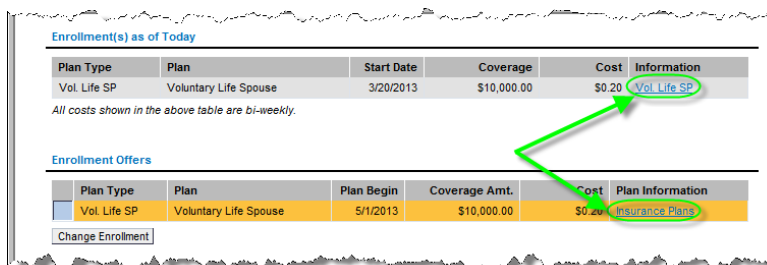 Enrollment(s) as of Today
Plan Type Plan Start Date Coverage Cost Information
Vol. Life SP Voluntary Life Spouse 3/20/2013 $10,000.00 $0.20 Vol. Life SP
All costs shown in the above table are bi-weekly.
Enrollment Offers
Plan Type Plan Plan Begin Coverage Amt. Cost Plan Information
Vol. Life SP Voluntary Life Spouse 5/1/2013 $10,000.00 $0.20 Insurance Plans
Change Enrollment